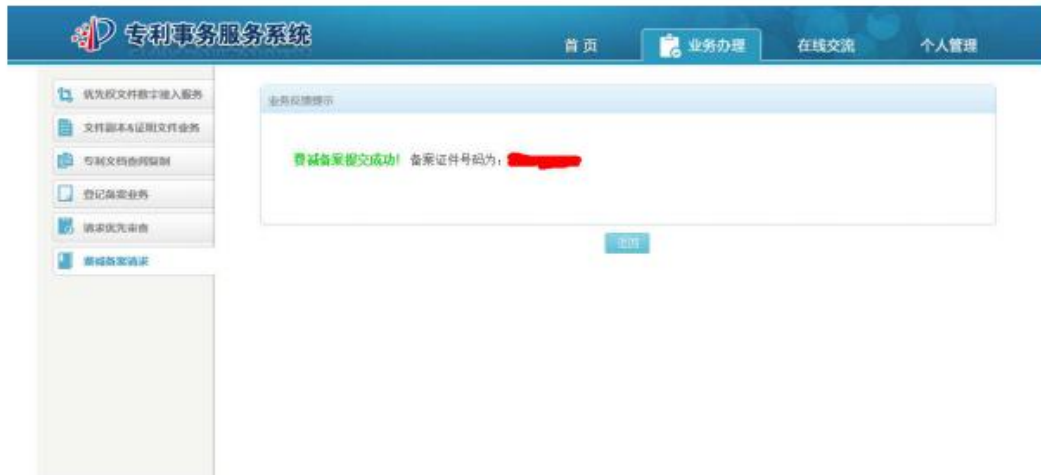 专利事务服务系统
首页 业务办理 在线交流 个人管理
优先权文件数字接入服务
文件副本&证明文件业务
专利文档查阅复制
登记备案业务
请求优先审查
费减备案请求
业务反馈提示
费减备案提交成功! 备案证件号码为:
返回